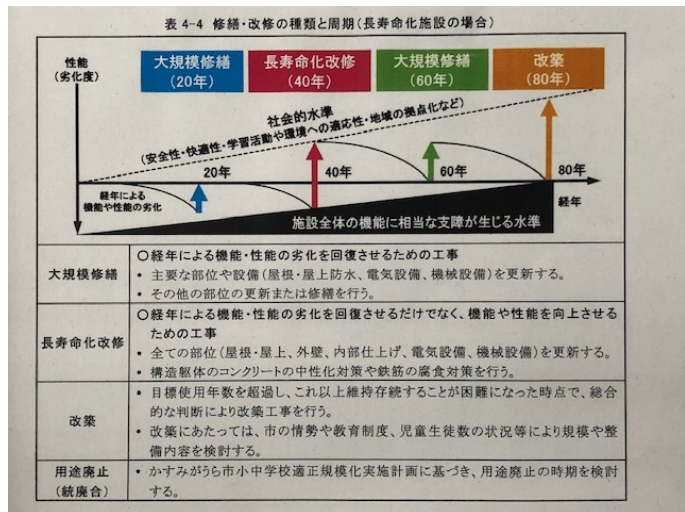 表 4-4 修繕・改修の種類と周期(長寿命化施設の場合)
性能
(劣化度)
大規模修繕
(20年)
長寿命化改修
(40年)
大規模修繕
(60年)
改築
(80年)
社会的水準
(安全性・快適性・学習活動や環境への適応性・地域の拠点化など)
20年
40年
60年
80年
経年による
機能や性能の劣化
経年
施設全体の機能に相当な支障が生じる水準
大規模修繕
〇経年による機能・性能の劣化を回復させるための工事
• 主要な部位や設備(屋根・屋上防水、電気設備、機械設備)を更新する。
• その他の部位の更新または修繕を行う。
長寿命化改修
〇経年による機能・性能の劣化を回復させるだけでなく、機能や性能を向上させる
ための工事
• 全ての部位(屋根・屋上、外壁、内部仕上げ、電気設備、機械設備)を更新する。
• 構造躯体のコンクリートの中性化対策や鉄筋の腐食対策を行う。
改築
• 目標使用年数を超過し、これ以上維持存続することが困難になった時点で、総合
的な判断により改築工事を行う。
• 改築にあたっては、市の情勢や教育制度、児童生徒数の状況等により規模や整
備内容を検討する。
用途廃止
(統廃合)
• かすみがうら市小中学校適正規模化実施計画に基づき、用途廃止の時期を検討
する。